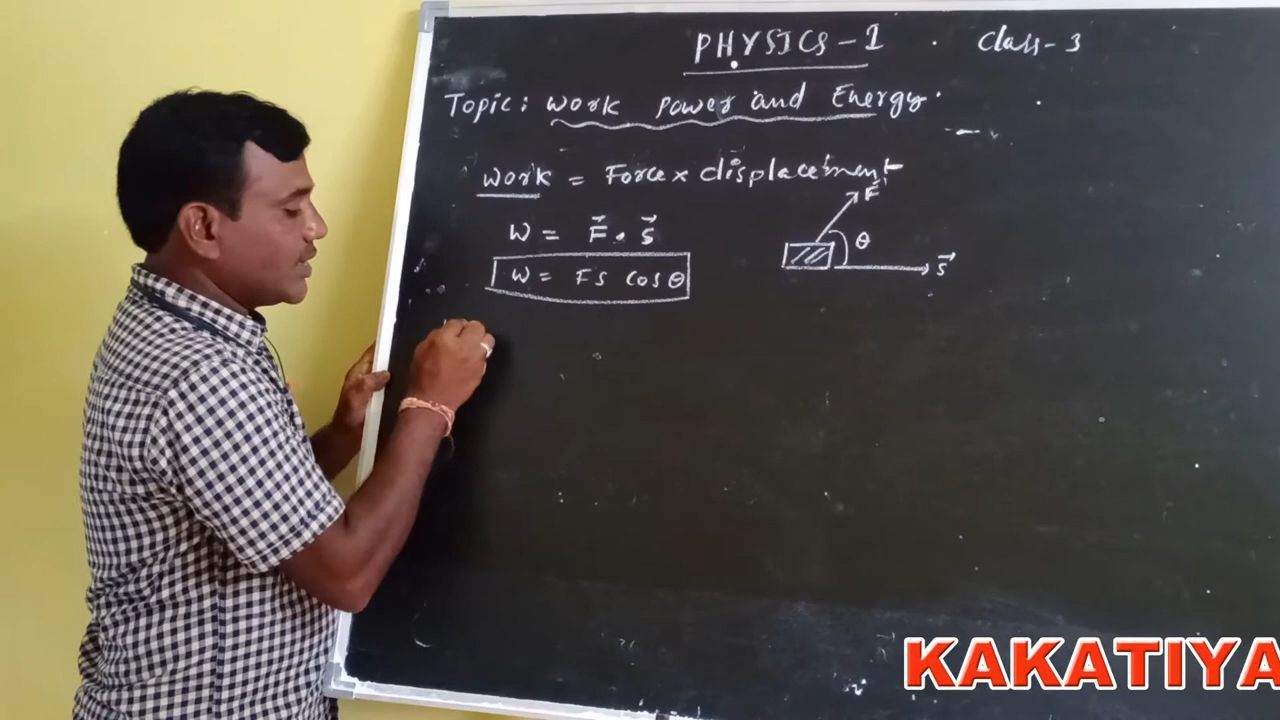 PHYSICS-1 . Class-3
Topic: Work Power and Energy.
Work = Force × displacement
F⃗
W = F⃗ . S⃗
θ
S⃗
W = FS Cosθ
KAKATIYA